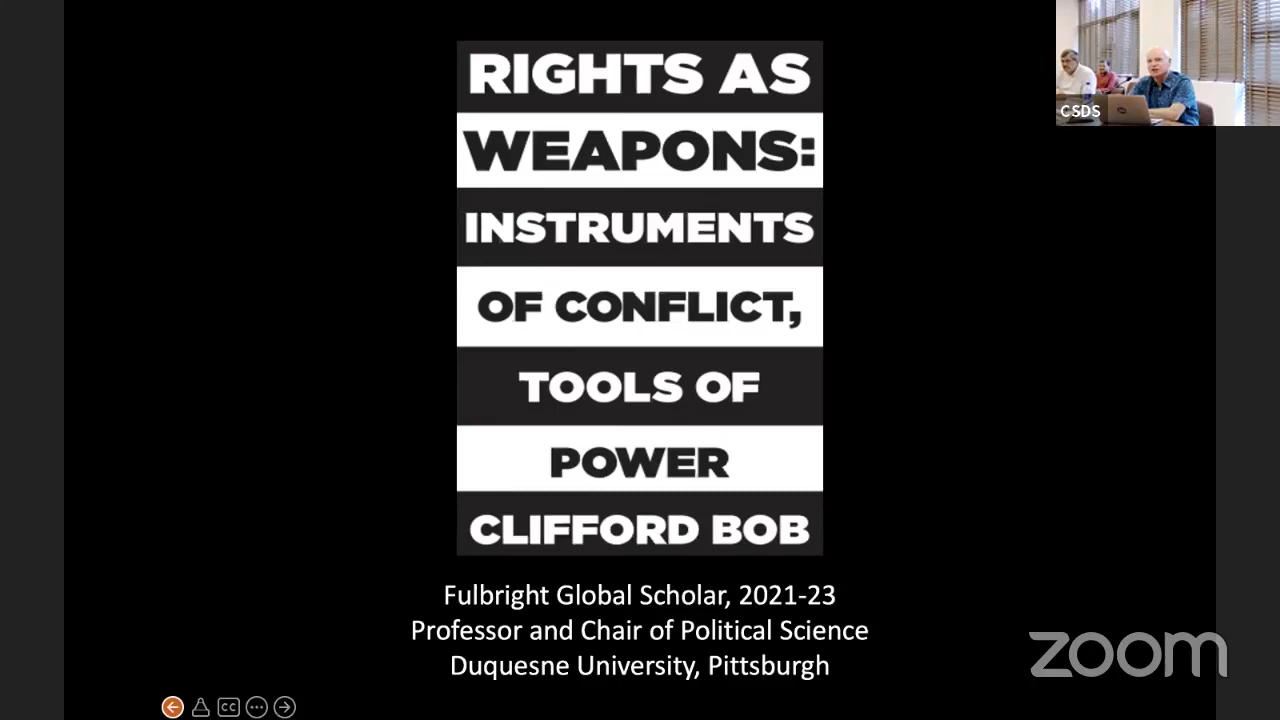 RIGHTS AS
WEAPONS:
INSTRUMENTS
OF CONFLICT,
TOOLS OF
POWER
CLIFFORD BOB
Fulbright Global Scholar, 2021-23
Professor and Chair of Political Science
Duquesne University, Pittsburgh
CSDS
zoom
CC